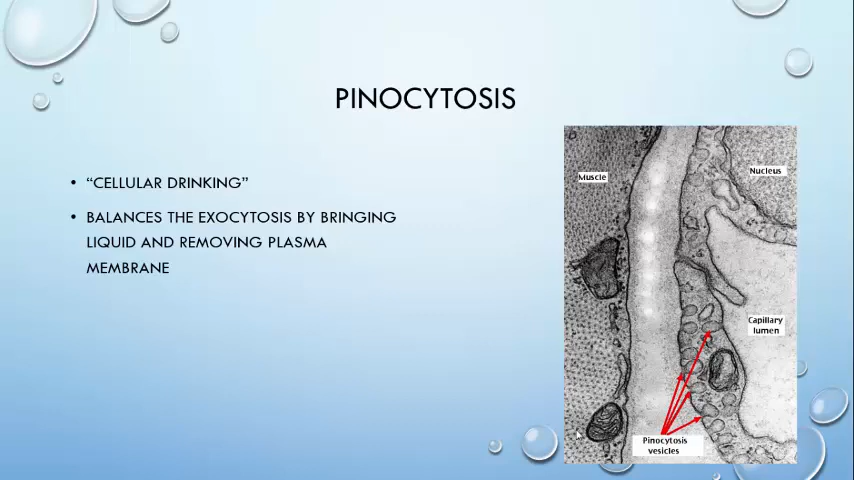 PINOCYTOSIS
• "CELLULAR DRINKING"
• BALANCES THE EXOCYTOSIS BY BRINGING
LIQUID AND REMOVING PLASMA
MEMBRANE
Muscle
Nucleus
Capillary
lumen
Pinocytosis
vesicles